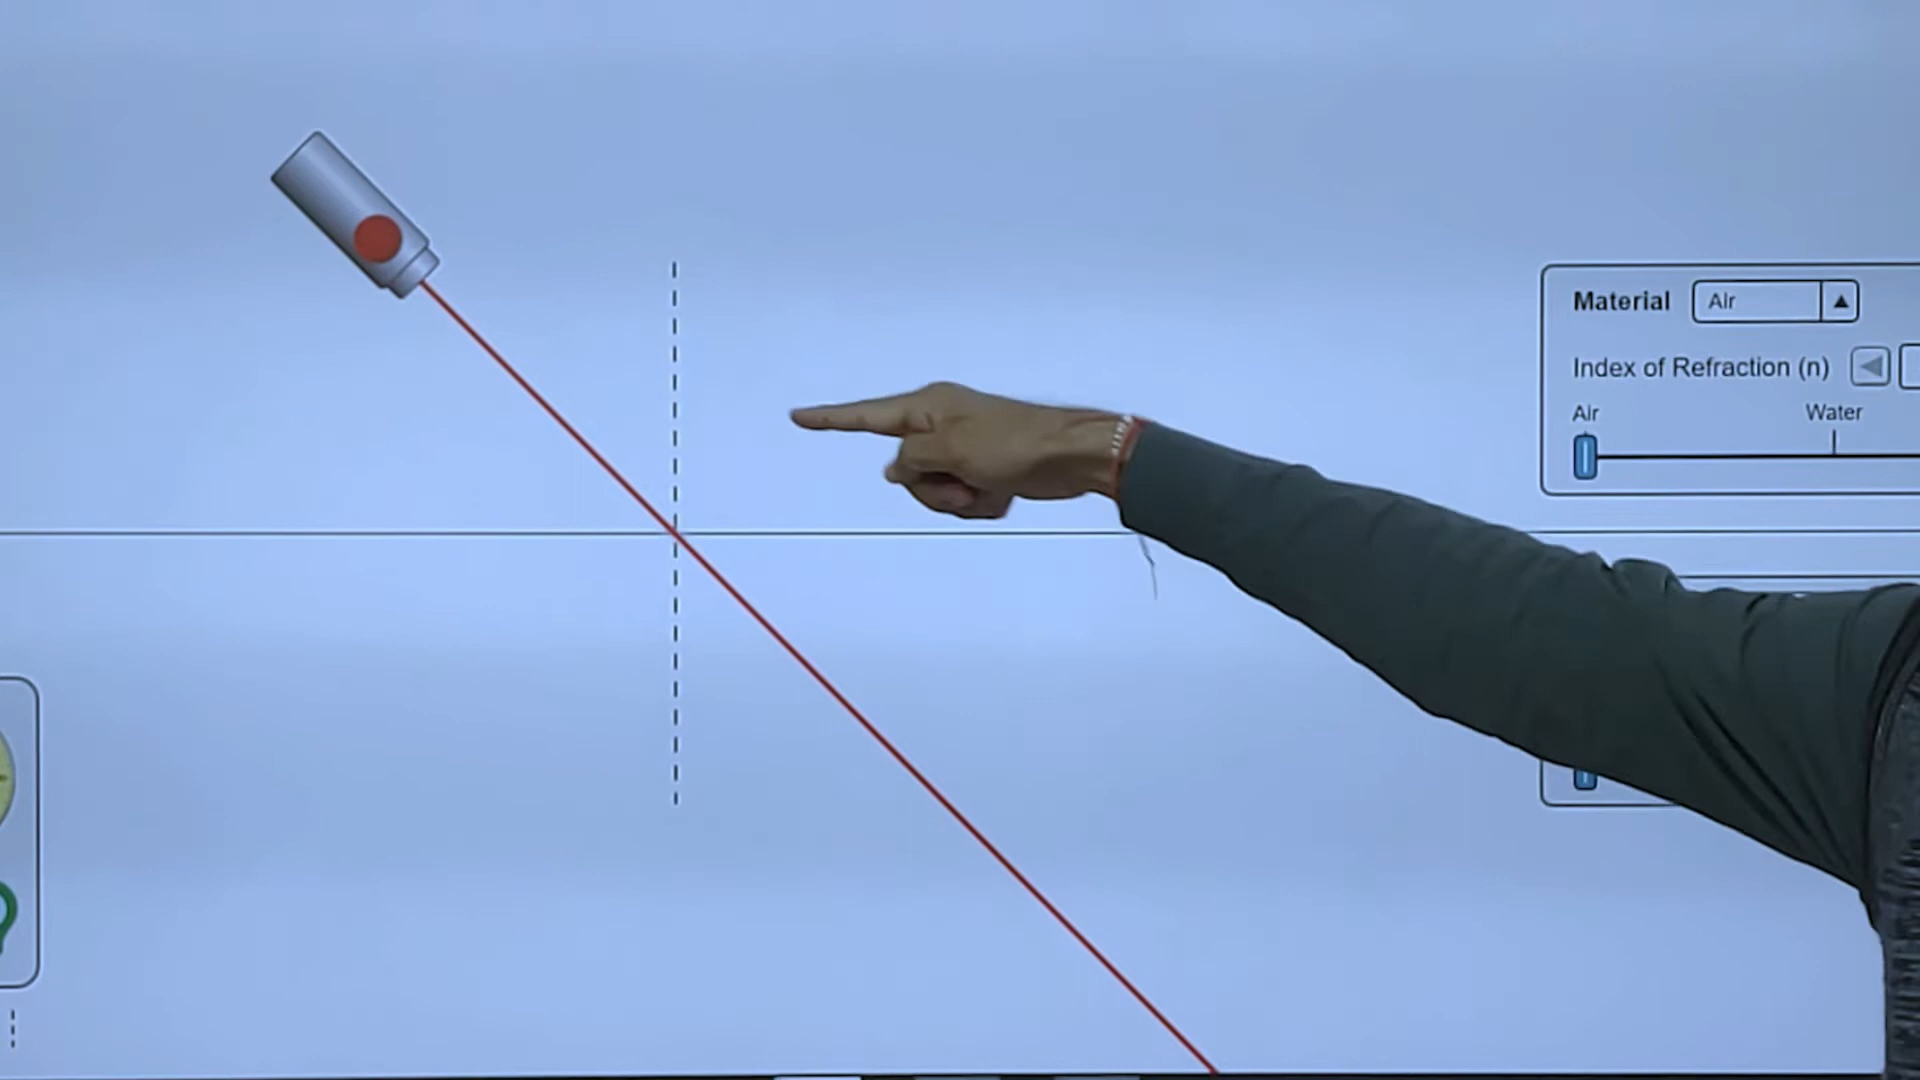 Material Air ▲
Index of Refraction (n)
Air Water